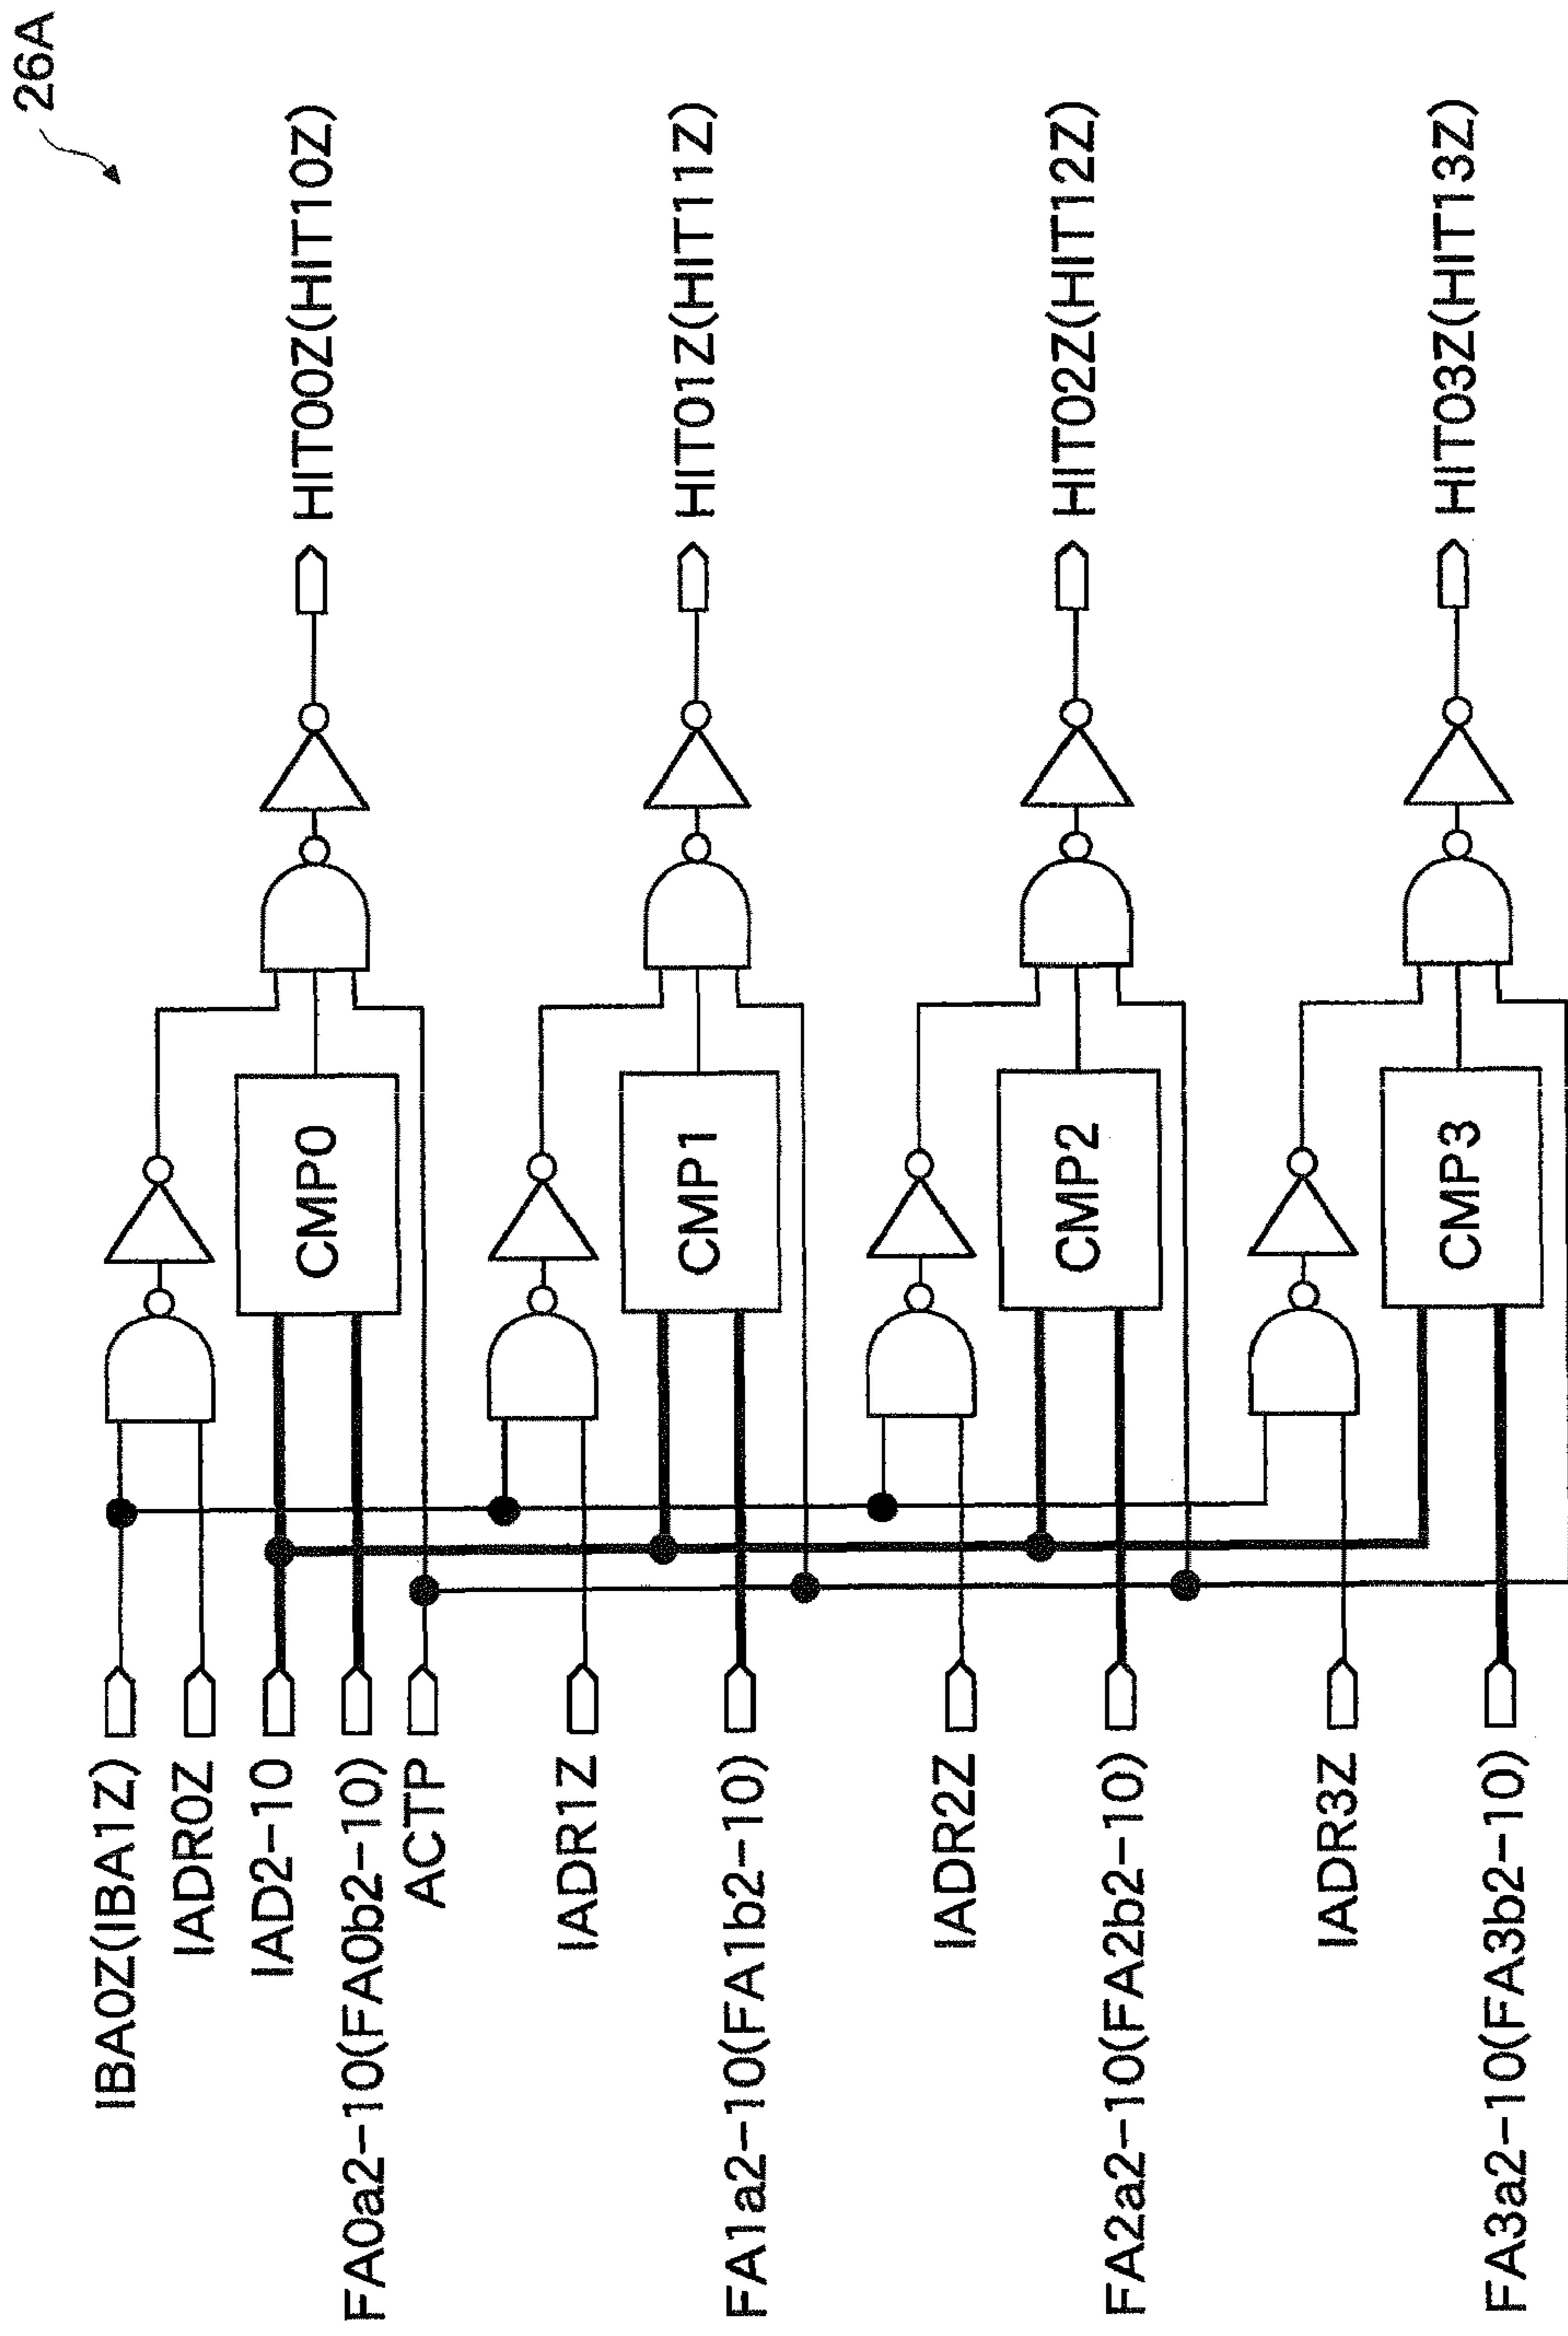 26A
IBA0Z(IBA1Z)
IADR0Z
IAD2-10
FA0a2-10(FA0b2-10)
ACTP
CMP0
HIT00Z(HIT10Z)
IADR1Z
FA1a2-10(FA1b2-10)
CMP1
HIT01Z(HIT11Z)
IADR2Z
FA2a2-10(FA2b2-10)
CMP2
HIT02Z(HIT12Z)
IADR3Z
FA3a2-10(FA3b2-10)
CMP3
HIT03Z(HIT13Z)